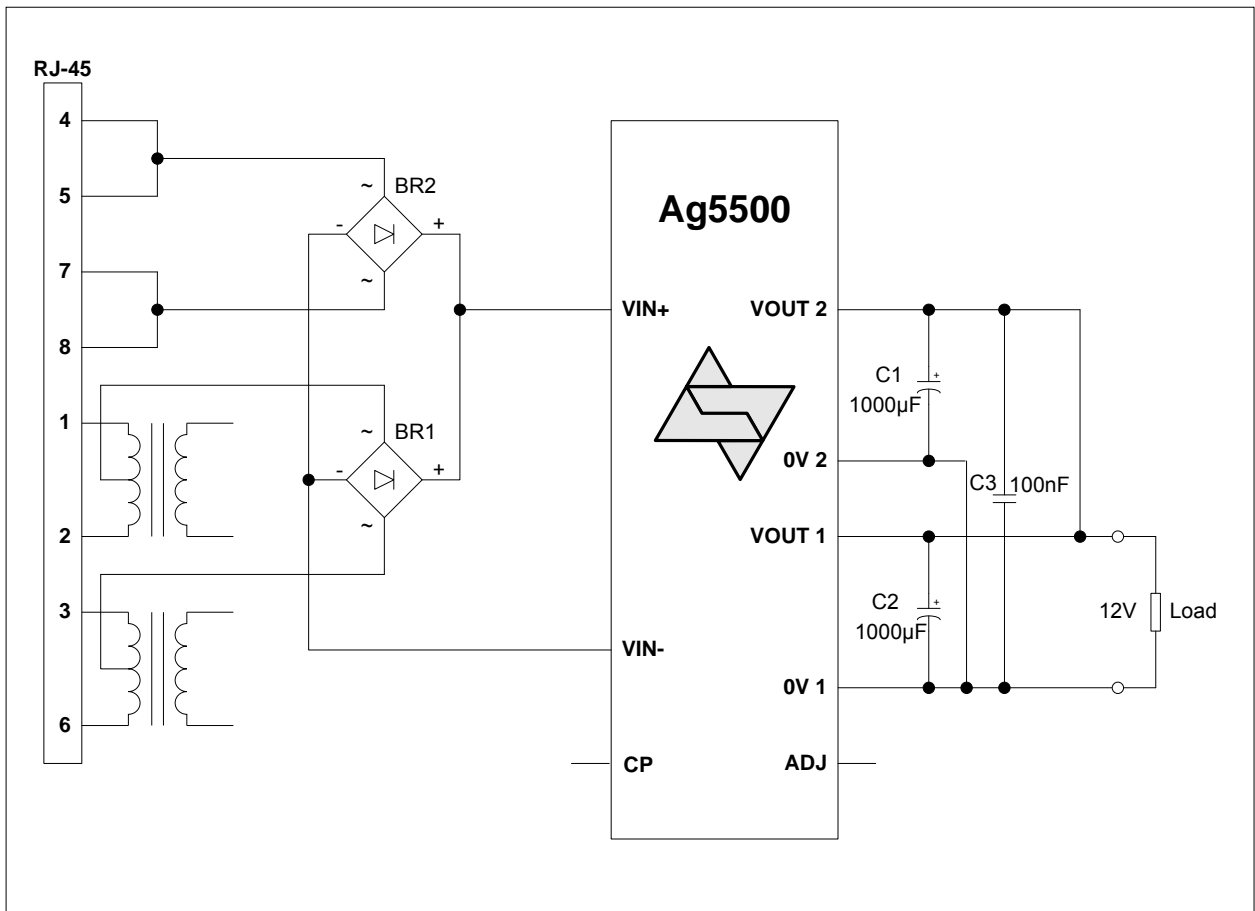 RJ-45
4
5
7
8
1
2
3
6
~ BR2
- +
~
~ BR1
- +
~
Ag5500
VIN+
VIN-
CP
VOUT 2
0V 2
VOUT 1
0V 1
ADJ
C1
1000µF
+
C3 100nF
C2
1000µF
+
12V Load